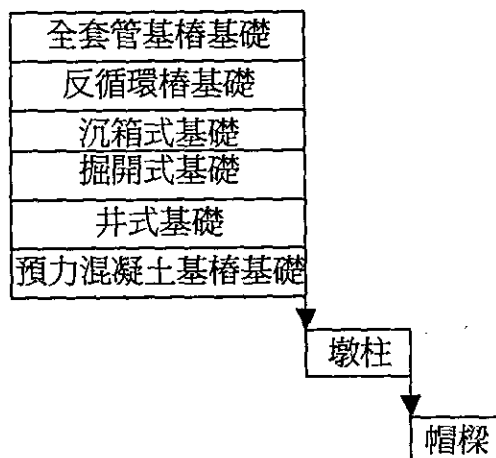 全套管基樁基礎
反循環樁基礎
沉箱式基礎
掘開式基礎
井式基礎
預力混凝土基樁基礎
墩柱
帽樑